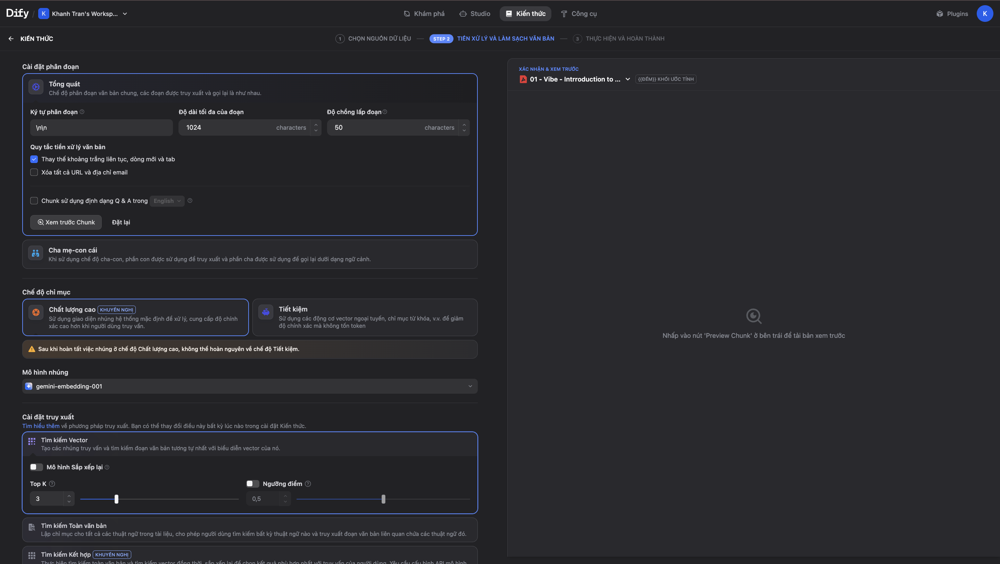 Dify / K Khanh Tran's Worksp...
Khám phá
Studio
Kiến thức
Công cụ
Plugins
K
KIẾN THỨC
1 CHỌN NGUỒN DỮ LIỆU
STEP 2 TIỀN XỬ LÝ VÀ LÀM SẠCH VĂN BẢN
3 THỰC HIỆN VÀ HOÀN THÀNH
Cài đặt phân đoạn
Tổng quát
Chế độ phân đoạn văn bản chung, các đoạn được truy xuất và gọi lại là như nhau.
Ký tự phân đoạn
\n\n
Độ dài tối đa của đoạn
1024 characters
Độ chồng lấp đoạn
50 characters
Quy tắc tiền xử lý văn bản
Thay thế khoảng trắng liên tục, dòng mới và tab
Xóa tất cả URL và địa chỉ email
Chunk sử dụng định dạng Q & A trong English
Xem trước Chunk
Đặt lại
Cha mẹ-con cái
Khi sử dụng chế độ cha-con, phần con được sử dụng để truy xuất và phần cha được sử dụng để gọi lại dưới dạng ngữ cảnh.
Chế độ chỉ mục
Chất lượng cao KHUYẾN NGHỊ
Sử dụng giao diện nhúng hệ thống mặc định để xử lý, cung cấp độ chính
xác cao hơn khi người dùng truy vấn.
Tiết kiệm
Sử dụng các động cơ vector ngoại tuyến, chỉ mục từ khóa, v.v. để giảm
độ chính xác mà không tốn token
Sau khi hoàn tất việc nhúng ở chế độ Chất lượng cao, không thể hoàn nguyên về chế độ Tiết kiệm.
Mô hình nhúng
gemini-embedding-001
Cài đặt truy xuất
Tìm hiểu thêm về phương pháp truy xuất. Bạn có thể thay đổi điều này bất kỳ lúc nào trong cài đặt Kiến thức.
Tìm kiếm Vector
Tạo các nhúng truy vấn và tìm kiếm đoạn văn bản tương tự nhất với biểu diễn vector của nó.
Mô hình Sắp xếp lại
Top K
3
Ngưỡng điểm
0,5
Tìm kiếm Toàn văn bản
Lập chỉ mục cho tất cả các thuật ngữ trong tài liệu, cho phép người dùng tìm kiếm bất kỳ thuật ngữ nào và truy xuất đoạn văn bản liên quan chứa các thuật ngữ đó.
Tìm kiếm Kết hợp KHUYẾN NGHỊ
Thực hiện tìm kiếm toàn văn bản và tìm kiếm vector đồng thời, sắp xếp lại để chọn kết quả phù hợp nhất với truy vấn của người dùng. Yêu cầu cấu hình API mô hình
XÁC NHẬN & XEM TRƯỚC
01 - Vibe - Intrroduction to ...
{{ĐẾM}} KHỐI ƯỚC TÍNH
Nhấp vào nút 'Preview Chunk' ở bên trái để tải bản xem trước